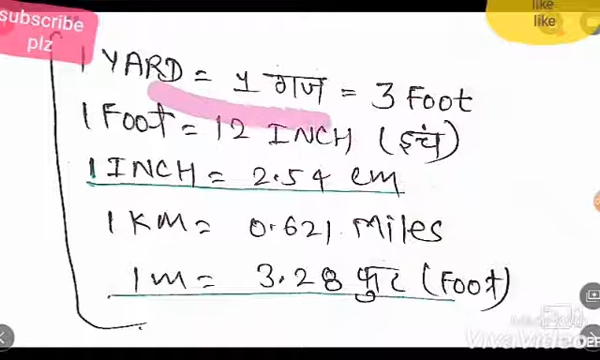 subscribe
plz
like
like
1 YARD = 1 गज = 3 Foot
1 Foot = 12 INCH (इंच)
1 INCH = 2.54 cm
1 KM = 0.621 Miles
1 m = 3.28 फुट (Foot)
VivaVideo